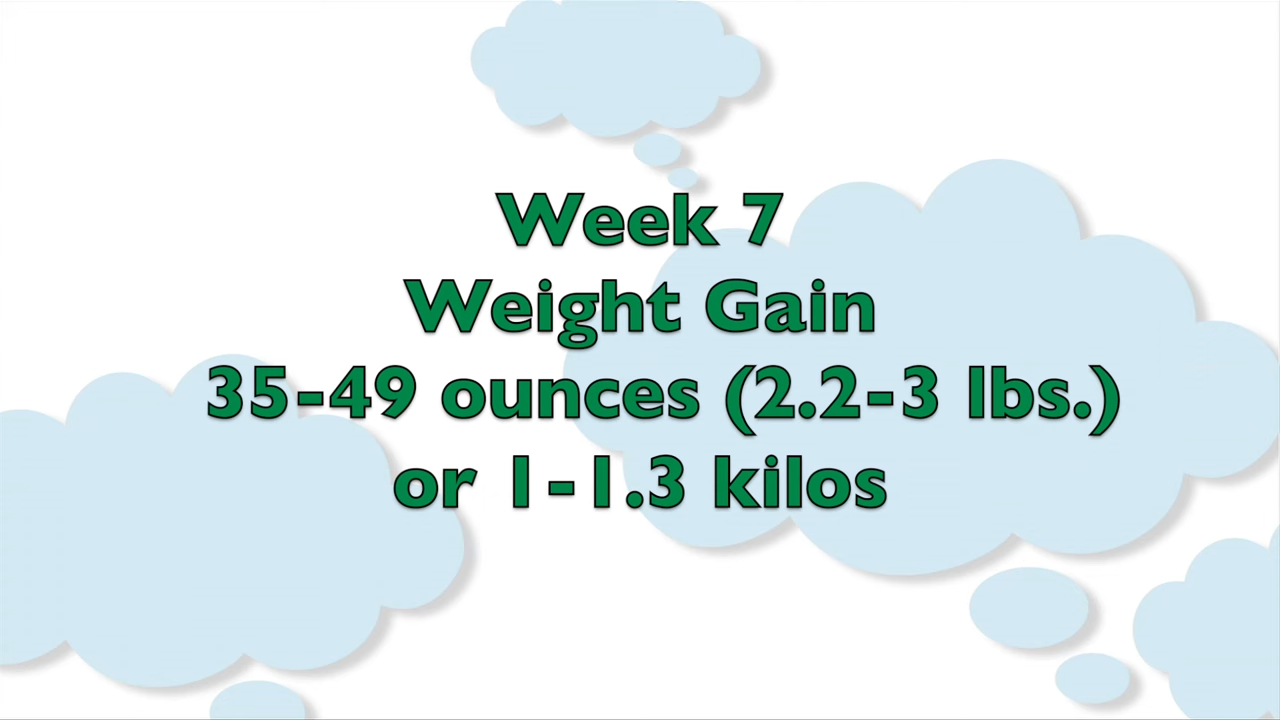 Week 7
Weight Gain
35-49 ounces (2.2-3 lbs.)
or 1-1.3 kilos